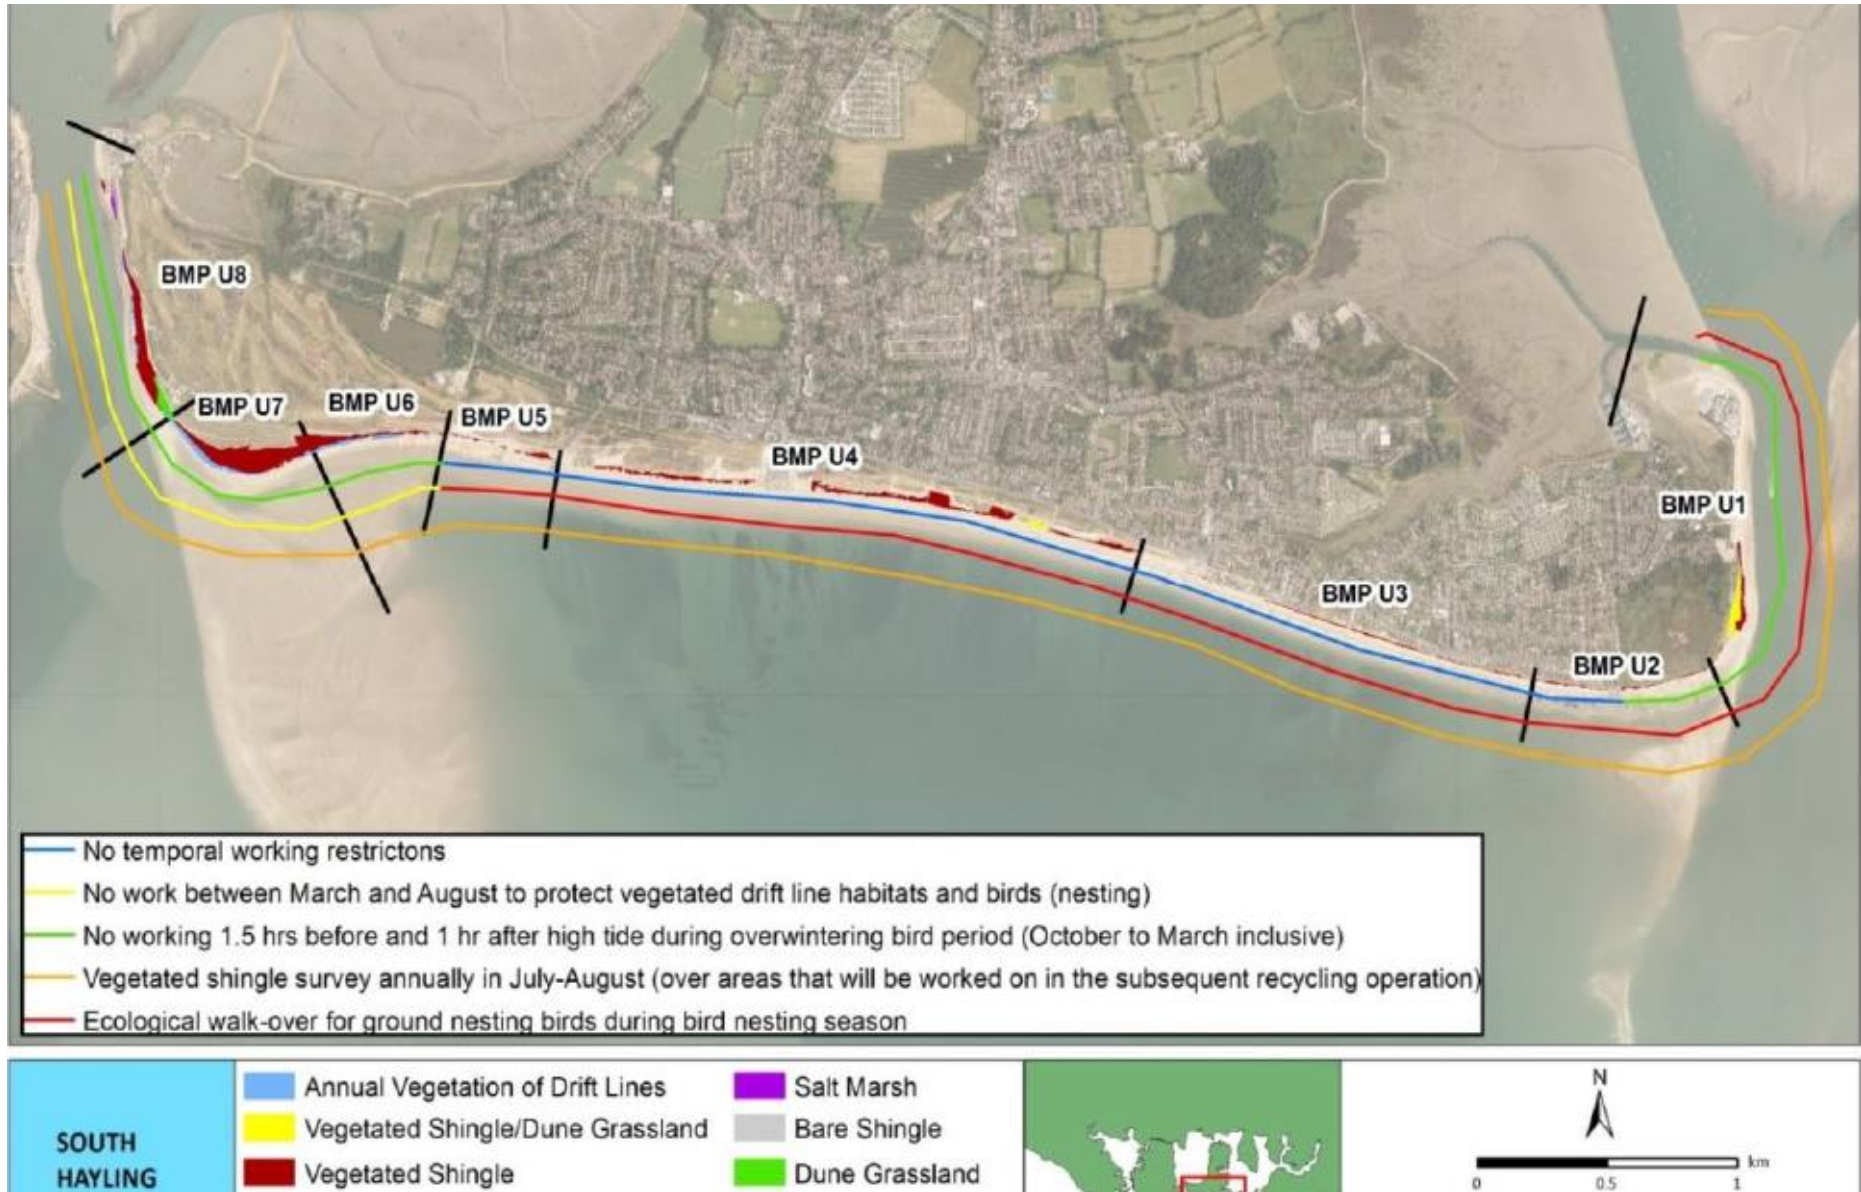 BMP U8
BMP U7
BMP U6
BMP U5
BMP U4
BMP U1
BMP U3
BMP U2
No temporal working restrictons
No work between March and August to protect vegetated drift line habitats and birds (nesting)
No working 1.5 hrs before and 1 hr after high tide during overwintering bird period (October to March inclusive)
Vegetated shingle survey annually in July-August (over areas that will be worked on in the subsequent recycling operation)
Ecological walk-over for ground nesting birds during bird nesting season
SOUTH
HAYLING
Annual Vegetation of Drift Lines
Vegetated Shingle/Dune Grassland
Vegetated Shingle
Salt Marsh
Bare Shingle
Dune Grassland
N
km
0 0.5 1